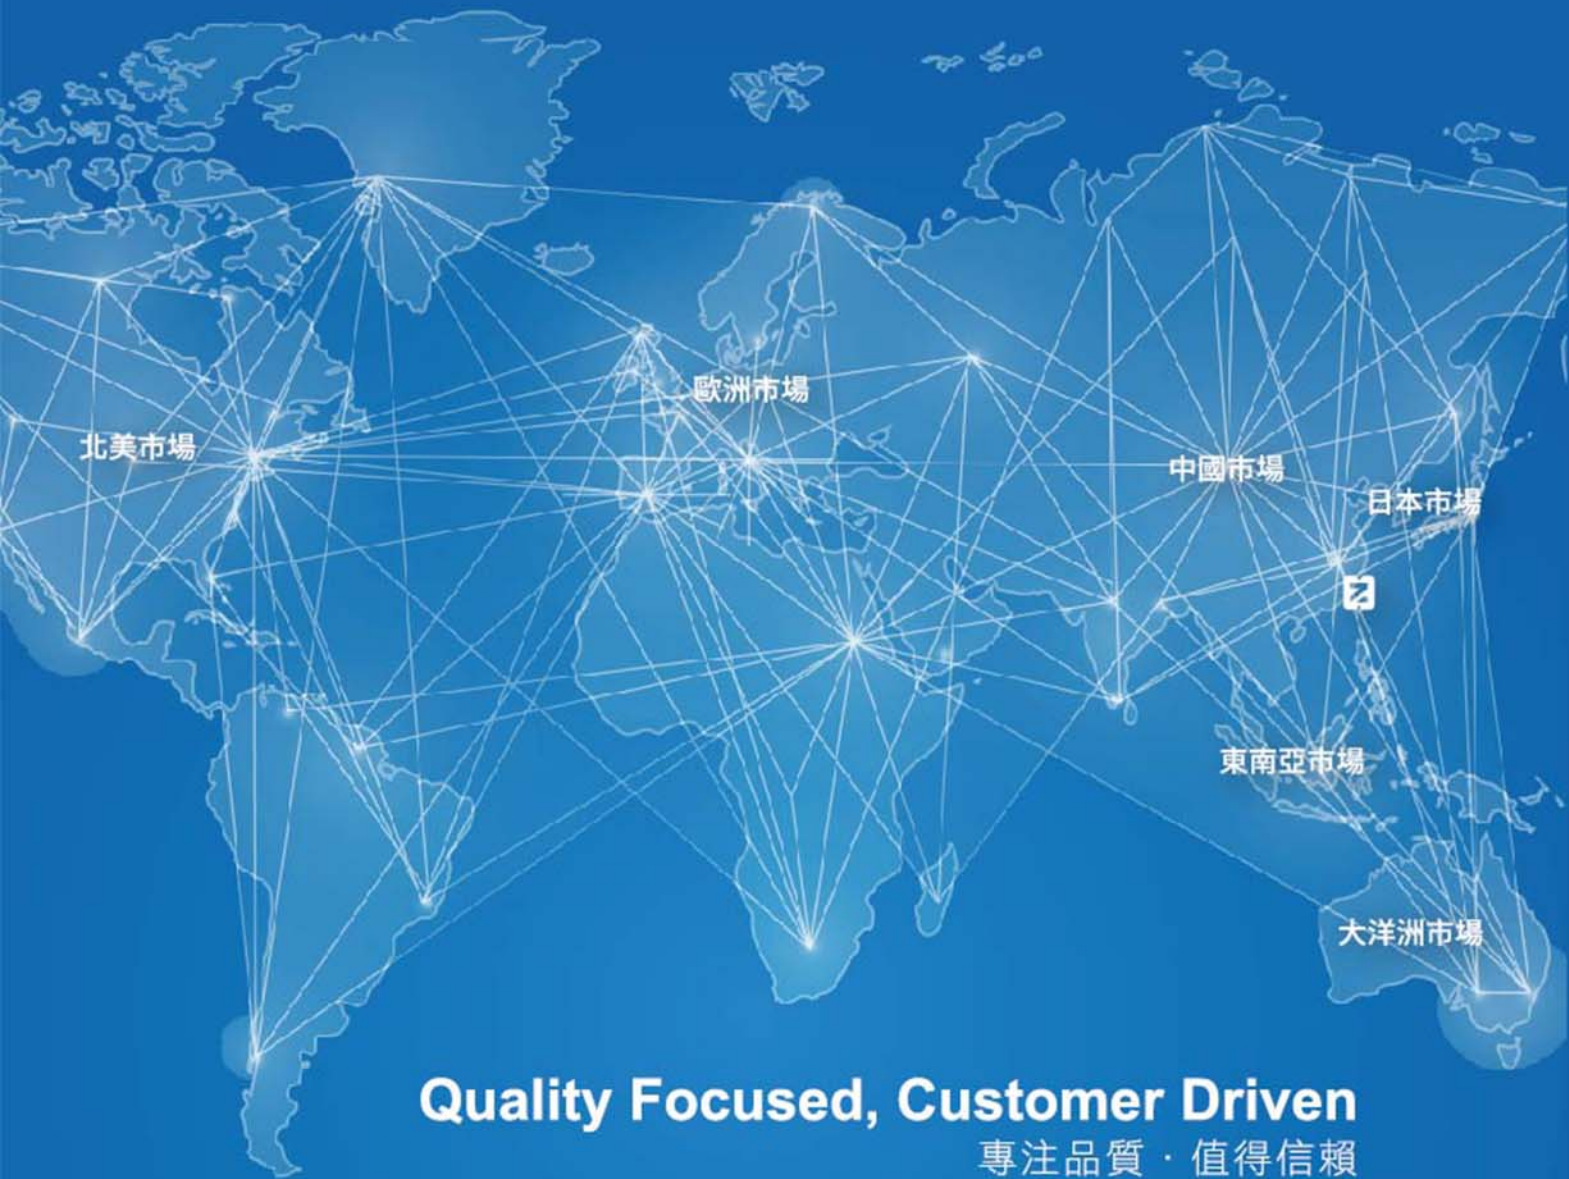 歐洲市場
北美市場
中國市場
日本市場
東南亞市場
大洋洲市場
Quality Focused, Customer Driven
專注品質 · 值得信賴